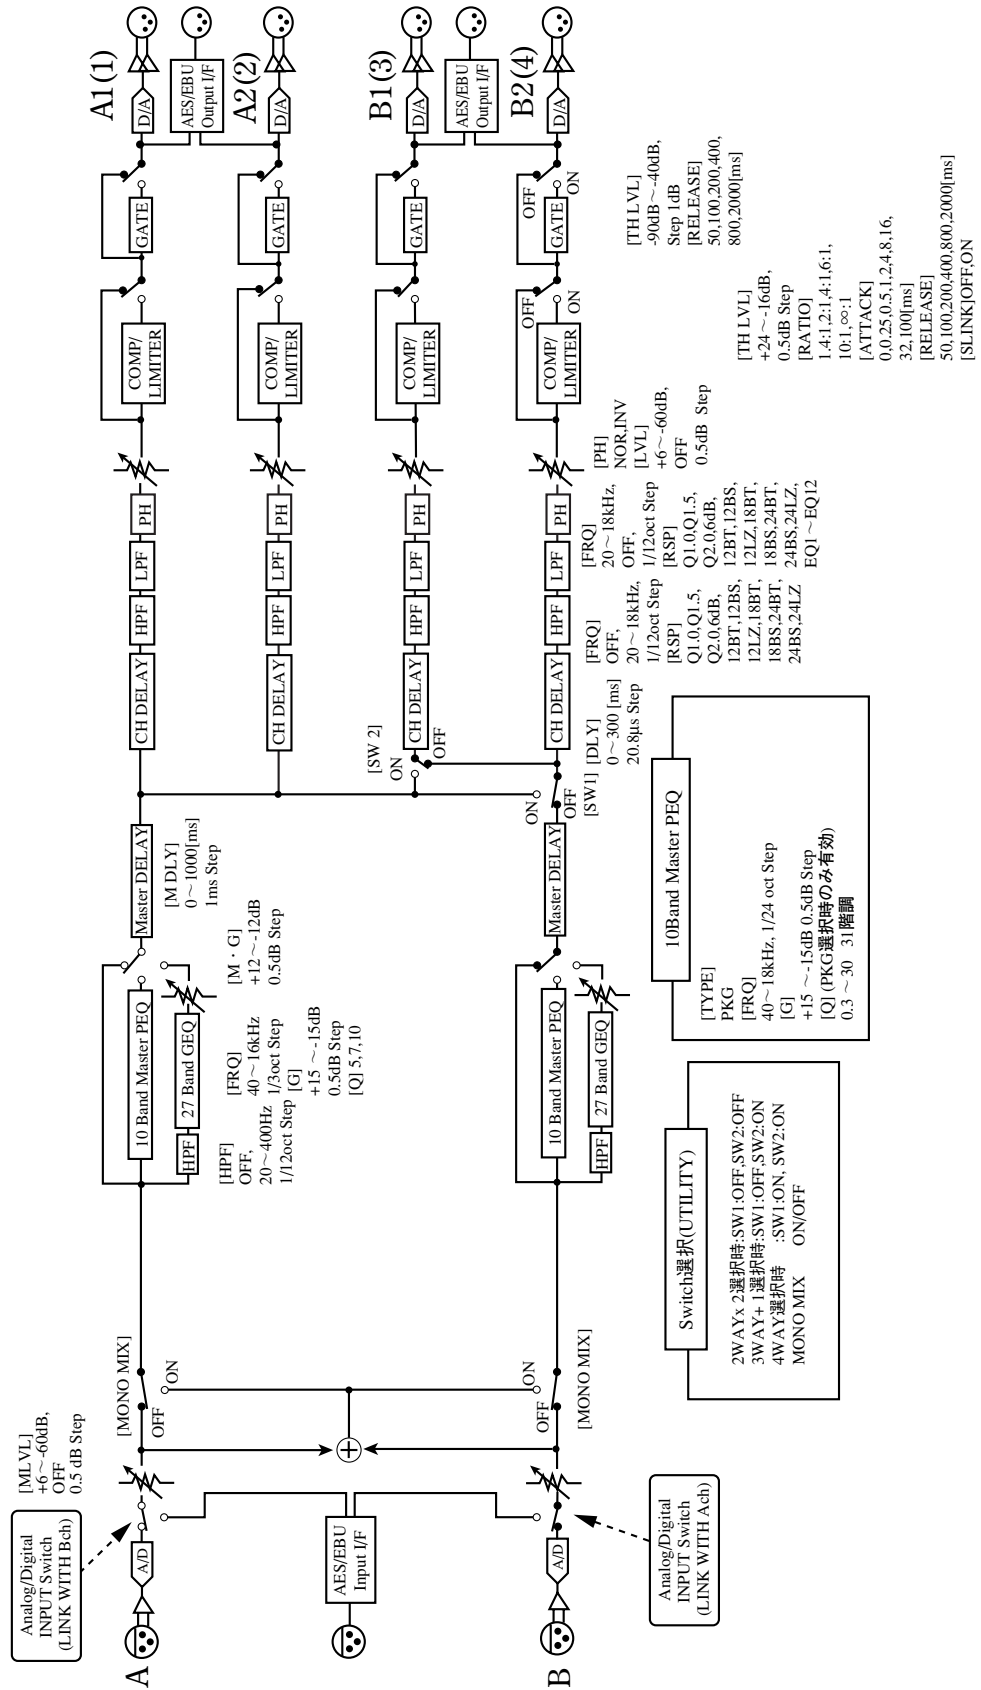 A
B
Analog/Digital
INPUT Switch
(LINK WITH Bch)
Analog/Digital
INPUT Switch
(LINK WITH Ach)
A/D
AES/EBU
Input I/F
A/D
[MLVL]
+6～-60dB,
OFF
0.5 dB Step
[MONO MIX]
OFF
ON
OFF
ON
[MONO MIX]
10 Band Master PEQ
HPF
27 Band GEQ
[HPF]
OFF,
20～400Hz
1/12oct Step
[FRQ]
40～16kHz
1/3oct Step
[G]
+15 ～-15dB
0.5dB Step
[Q] 5,7,10
[M・G]
+12～-12dB
0.5dB Step
10 Band Master PEQ
HPF
27 Band GEQ
Master DELAY
[M DLY]
0～1000[ms]
1ms Step
Master DELAY
ON
OFF
[SW1]
[SW 2]
ON
OFF
A1(1)
CH DELAY
HPF
LPF
PH
COMP/
LIMITER
GATE
D/A
AES/EBU
Output I/F
A2(2)
CH DELAY
HPF
LPF
PH
COMP/
LIMITER
GATE
D/A
B1(3)
CH DELAY
HPF
LPF
PH
COMP/
LIMITER
GATE
D/A
AES/EBU
Output I/F
B2(4)
CH DELAY
HPF
LPF
PH
COMP/
LIMITER
OFF
ON
GATE
OFF
ON
D/A
[DLY]
0～300 [ms]
20.8μs Step
[FRQ]
OFF,
20～18kHz,
1/12oct Step
[RSP]
Q1.0,Q1.5,
Q2.0,6dB,
12BT,12BS,
12LZ,18BT,
18BS,24BT,
24BS,24LZ
[FRQ]
20～18kHz,
OFF,
1/12oct Step
[RSP]
Q1.0,Q1.5,
Q2.0,6dB,
12BT,12BS,
12LZ,18BT,
18BS,24BT,
24BS,24LZ,
EQ1～EQ12
[PH]
NOR,INV
[LVL]
+6～-60dB,
OFF
0.5dB Step
[TH LVL]
+24～-16dB,
0.5dB Step
[RATIO]
1.4:1,2:1,4:1,6:1,
10:1,∞:1
[ATTACK]
0,0.25,0.5,1,2,4,8,16,
32,100[ms]
[RELEASE]
50,100,200,400,800,2000[ms]
[SLINK]OFF,ON
[TH LVL]
-90dB～-40dB,
Step 1dB
[RELEASE]
50,100,200,400,
800,2000[ms]
Switch選択(UTILITY)
2WAYx 2選択時:SW1:OFF,SW2:OFF
3WAY+ 1選択時:SW1:OFF,SW2:ON
4WAY選択時 :SW1:ON, SW2:ON
MONO MIX ON/OFF
10Band Master PEQ
[TYPE]
PKG
[FRQ]
40～18kHz, 1/24 oct Step
[G]
+15 ～-15dB 0.5dB Step
[Q] (PKG選択時のみ有効)
0.3 ～30 31階調